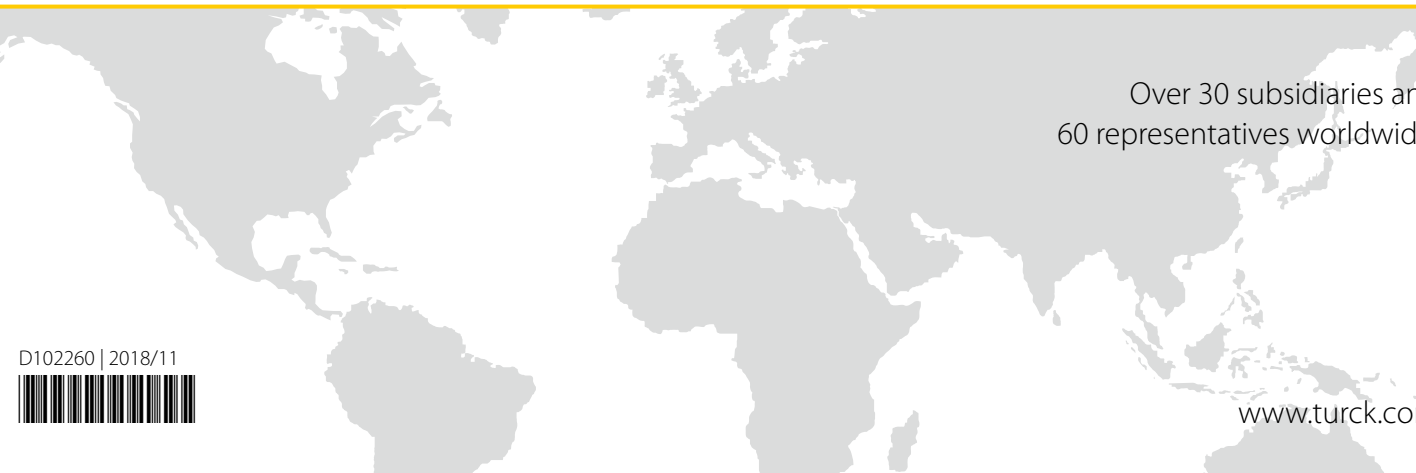 Over 30 subsidiaries an
60 representatives worldwid
D102260 | 2018/11
www.turck.co